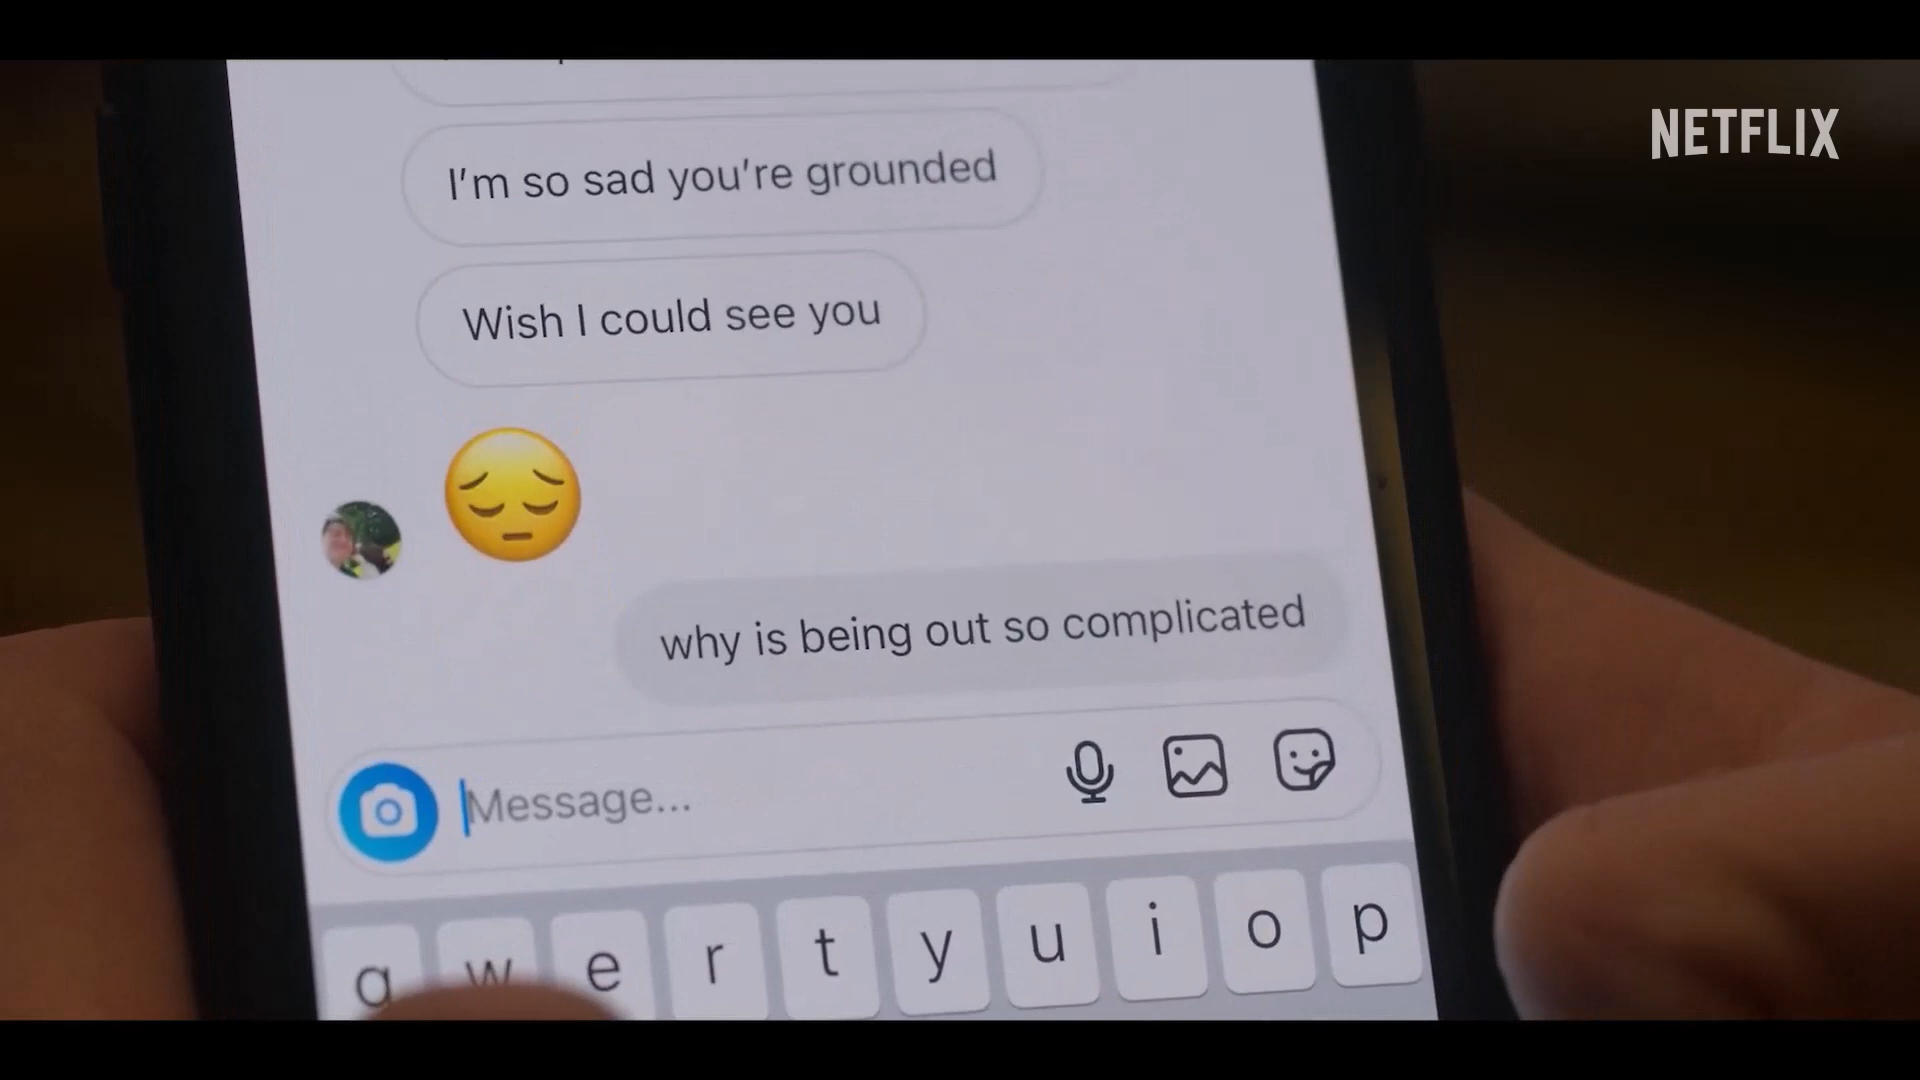 NETFLIX
I'm so sad you're grounded
Wish I could see you
why is being out so complicated
Message...
q w e r t y u i o p